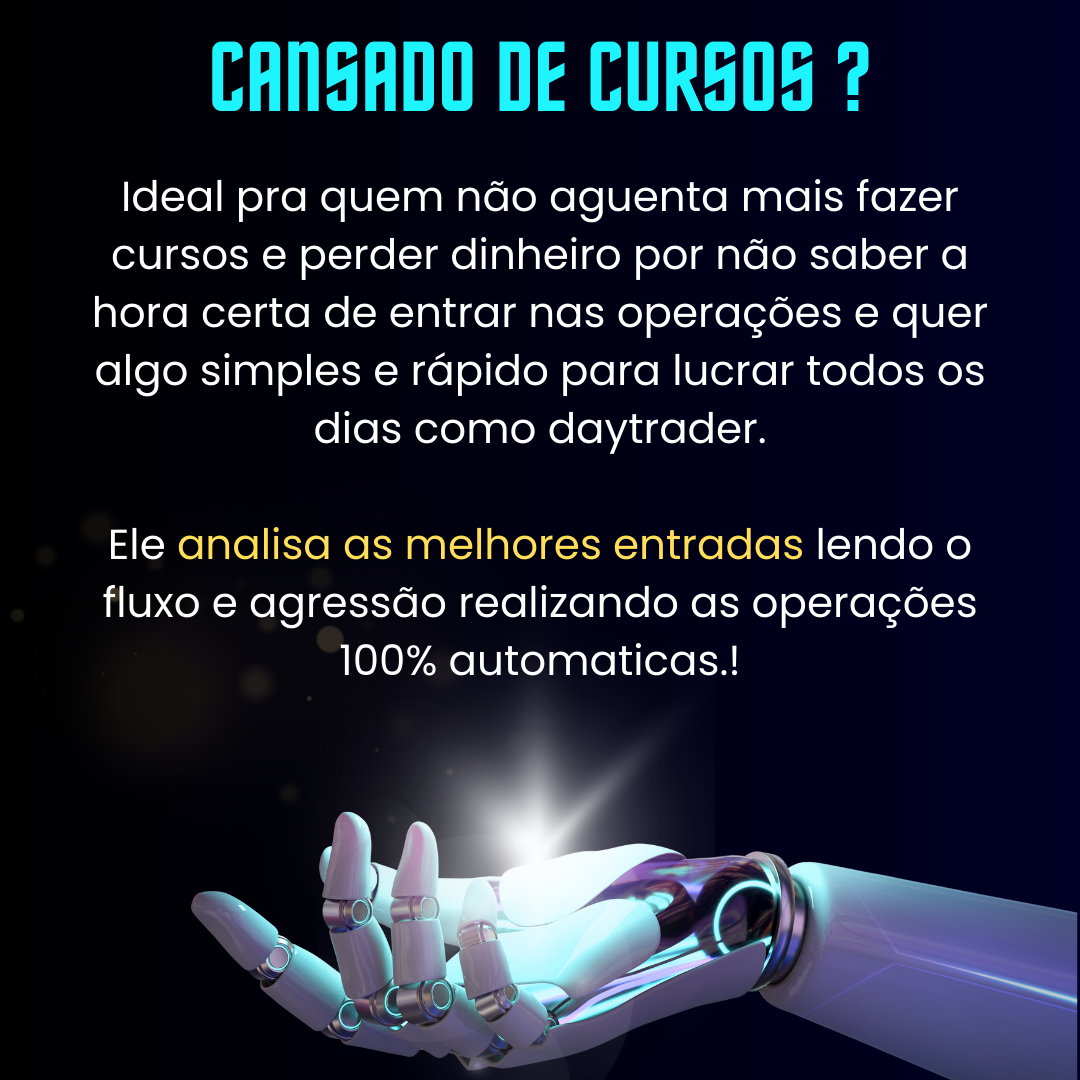 CANSADO DE CURSOS ?
Ideal pra quem não aguenta mais fazer
cursos e perder dinheiro por não saber a
hora certa de entrar nas operações e quer
algo simples e rápido para lucrar todos os
dias como daytrader.
Ele analisa as melhores entradas lendo o
fluxo e agressão realizando as operações
100% automaticas.!